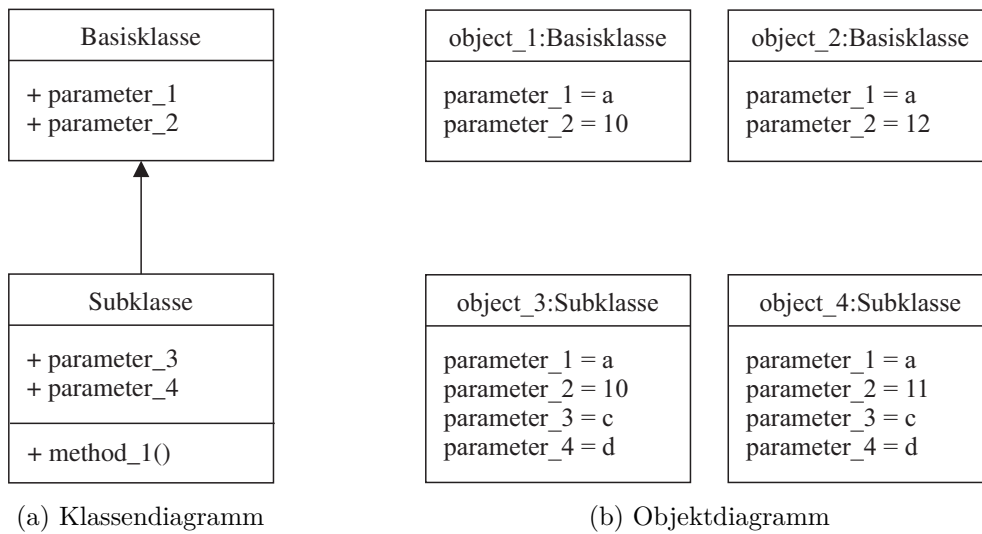 Basisklasse
+ parameter_1
+ parameter_2
Subklasse
+ parameter_3
+ parameter_4
+ method_1()
(a) Klassendiagramm
object_1:Basisklasse
parameter_1 = a
parameter_2 = 10
object_2:Basisklasse
parameter_1 = a
parameter_2 = 12
object_3:Subklasse
parameter_1 = a
parameter_2 = 10
parameter_3 = c
parameter_4 = d
object_4:Subklasse
parameter_1 = a
parameter_2 = 11
parameter_3 = c
parameter_4 = d
(b) Objektdiagramm